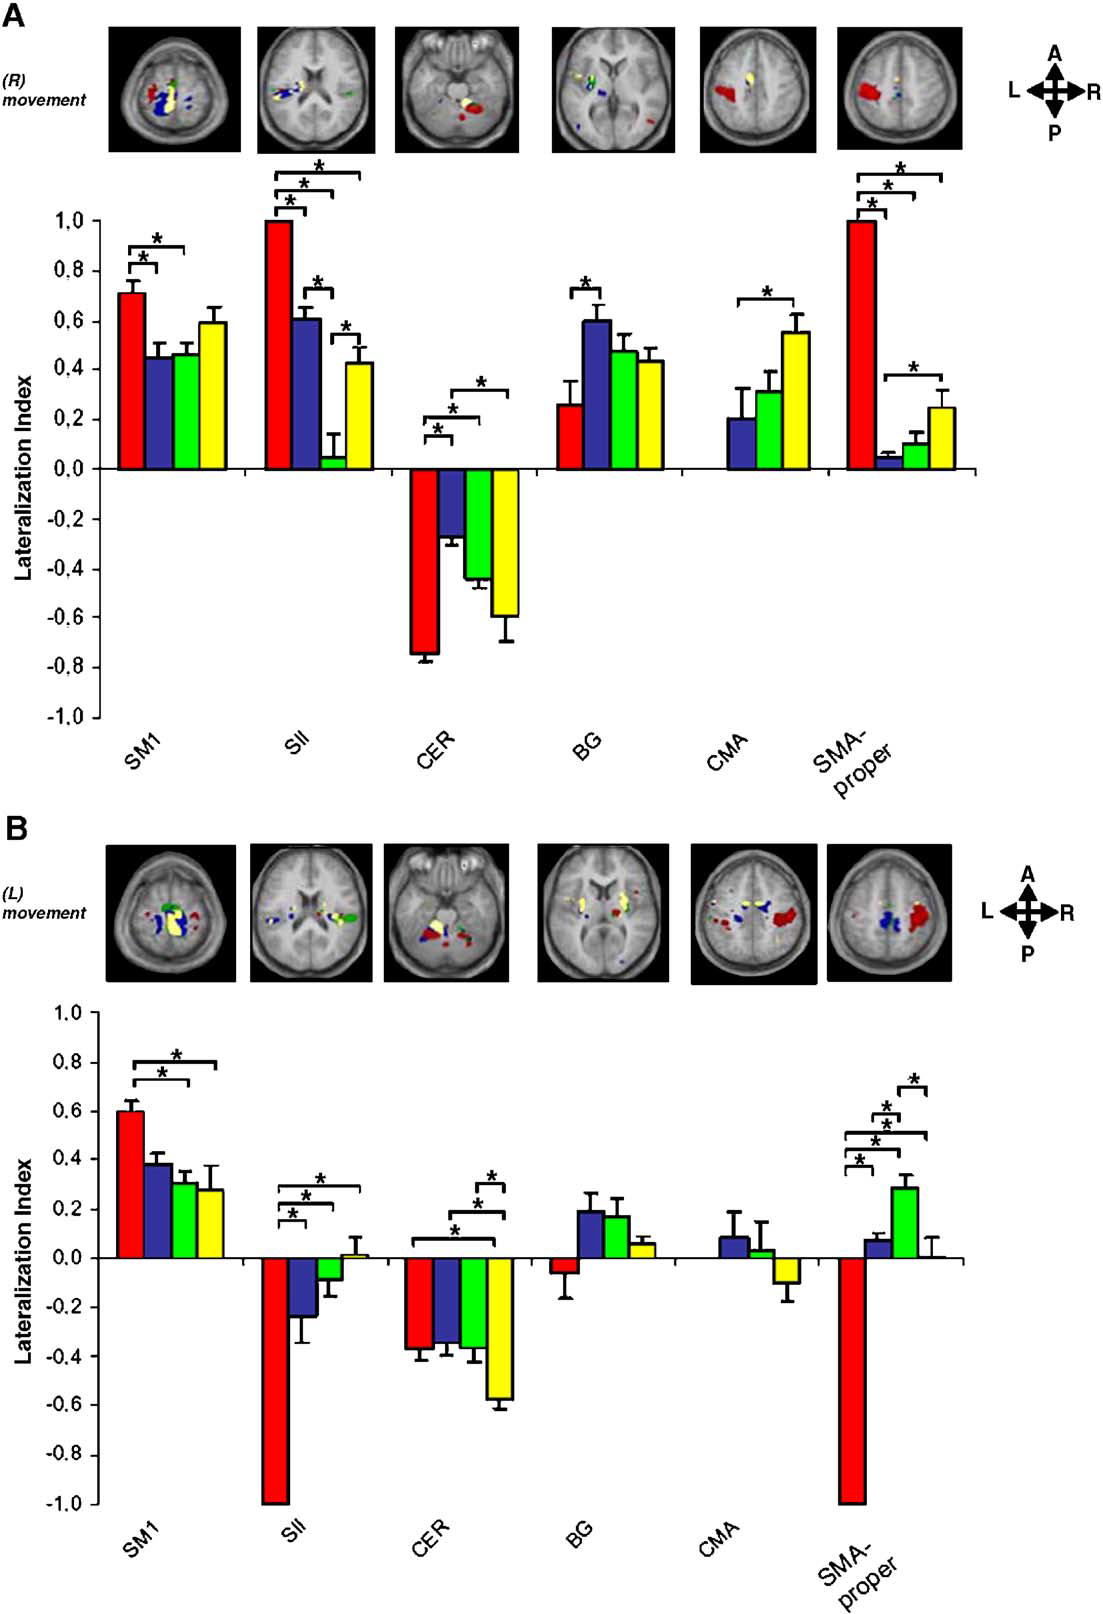 A
(R)
movement
A
L R
P
* * * * * * * * * * * * * * * *
Lateralization Index
1.0
0.8
0.6
0.4
0.2
0.0
-0.2
-0.4
-0.6
-0.8
-1.0
SM1 SII CER BG CMA SMA-
proper
B
(L)
movement
A
L R
P
* * * * * * * * * * * * *
Lateralization Index
1.0
0.8
0.6
0.4
0.2
0.0
-0.2
-0.4
-0.6
-0.8
-1.0
SM1 SII CER BG CMA SMA-
proper